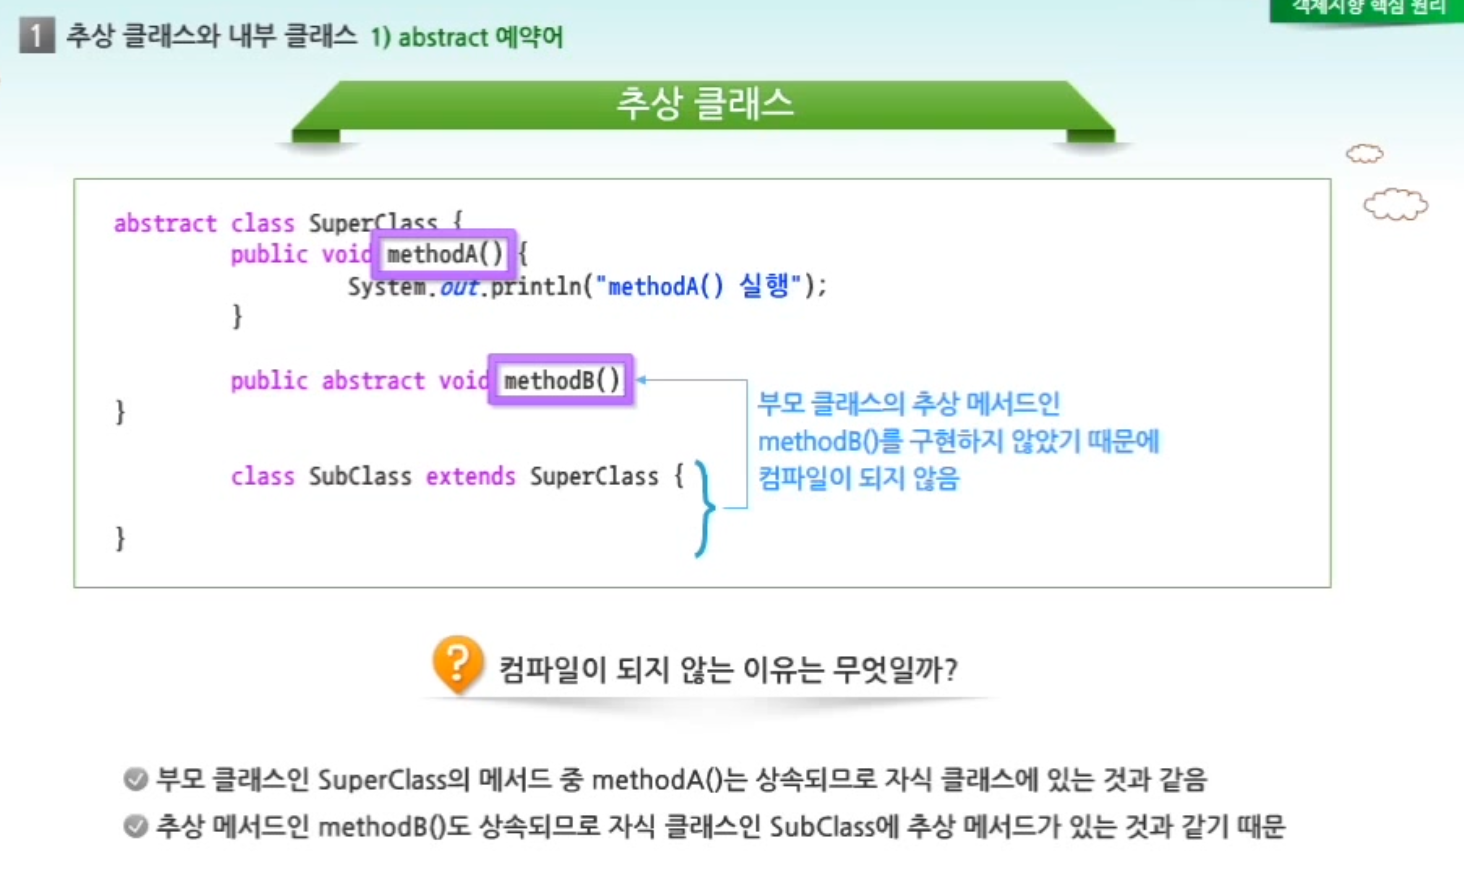 객체지향 핵심 원리
1 추상 클래스와 내부 클래스 1) abstract 예약어
추상 클래스
abstract class SuperClass {
public void methodA() {
System.out.println("methodA() 실행");
}
public abstract void methodB()
}
부모 클래스의 추상 메서드인
methodB()를 구현하지 않았기 때문에
컴파일이 되지 않음
class SubClass extends SuperClass {
}
? 컴파일이 되지 않는 이유는 무엇일까?
부모 클래스인 SuperClass의 메서드 중 methodA()는 상속되므로 자식 클래스에 있는 것과 같음
추상 메서드인 methodB()도 상속되므로 자식 클래스인 SubClass에 추상 메서드가 있는 것과 같기 때문